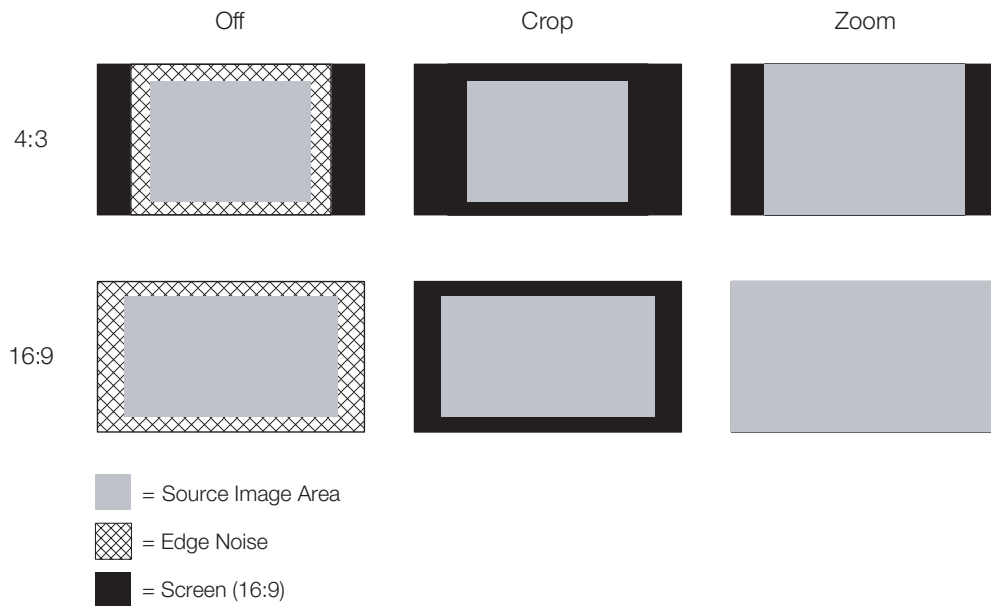 Off Crop Zoom
4:3
16:9
= Source Image Area
= Edge Noise
= Screen (16:9)